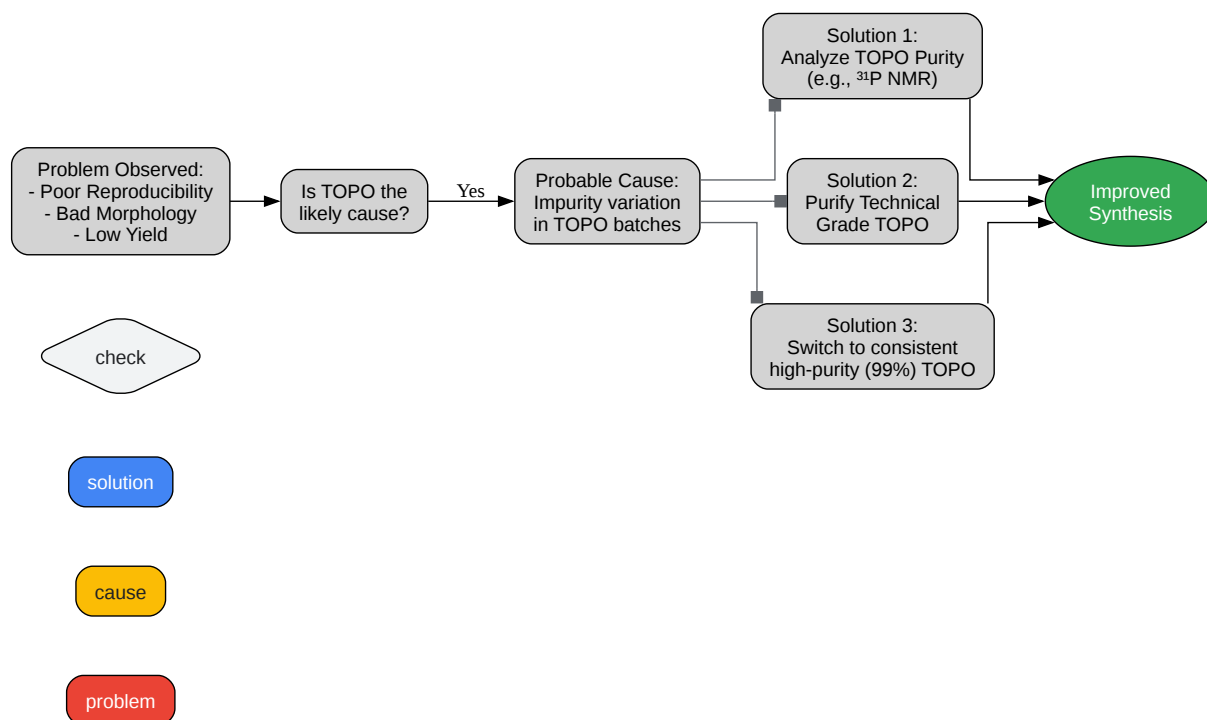 Problem Observed:
- Poor Reproducibility
- Bad Morphology
- Low Yield
Is TOPO the
likely cause?
Yes
Probable Cause:
Impurity variation
in TOPO batches
Solution 1:
Analyze TOPO Purity
(e.g., ³¹P NMR)
Solution 2:
Purify Technical
Grade TOPO
Solution 3:
Switch to consistent
high-purity (99%) TOPO
Improved
Synthesis
check
solution
cause
problem